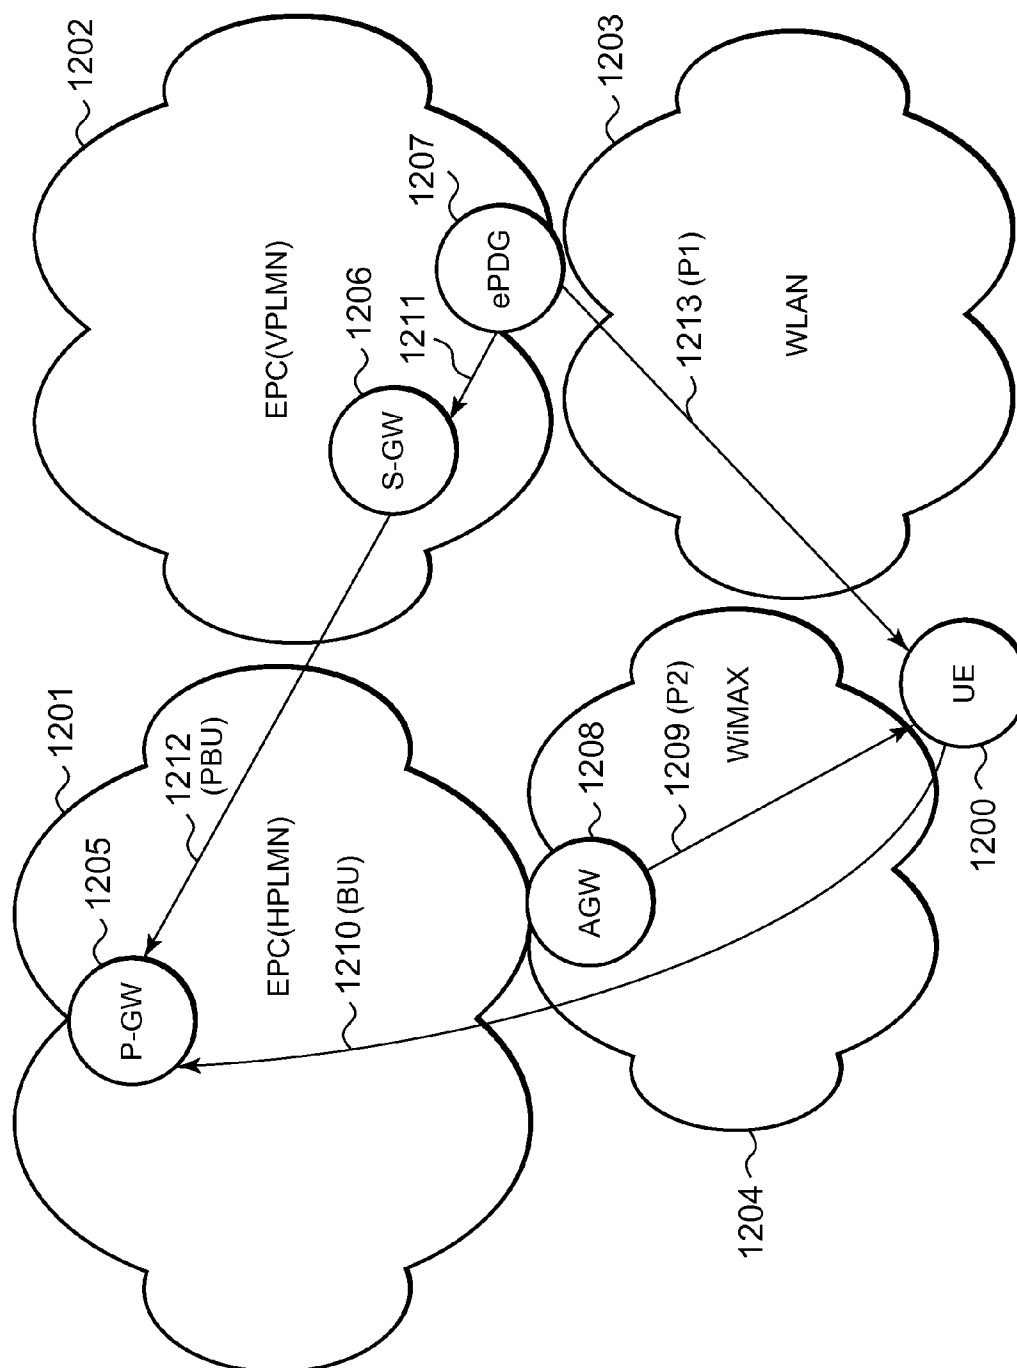 1201
1202
1212
(PBU)
1205
P-GW
EPC(HPLMN)
1210 (BU)
EPC(VPLMN)
1206
S-GW
1211
1207
ePDG
1208
AGW
1209 (P2)
WiMAX
1204
1203
1213 (P1)
WLAN
UE
1200